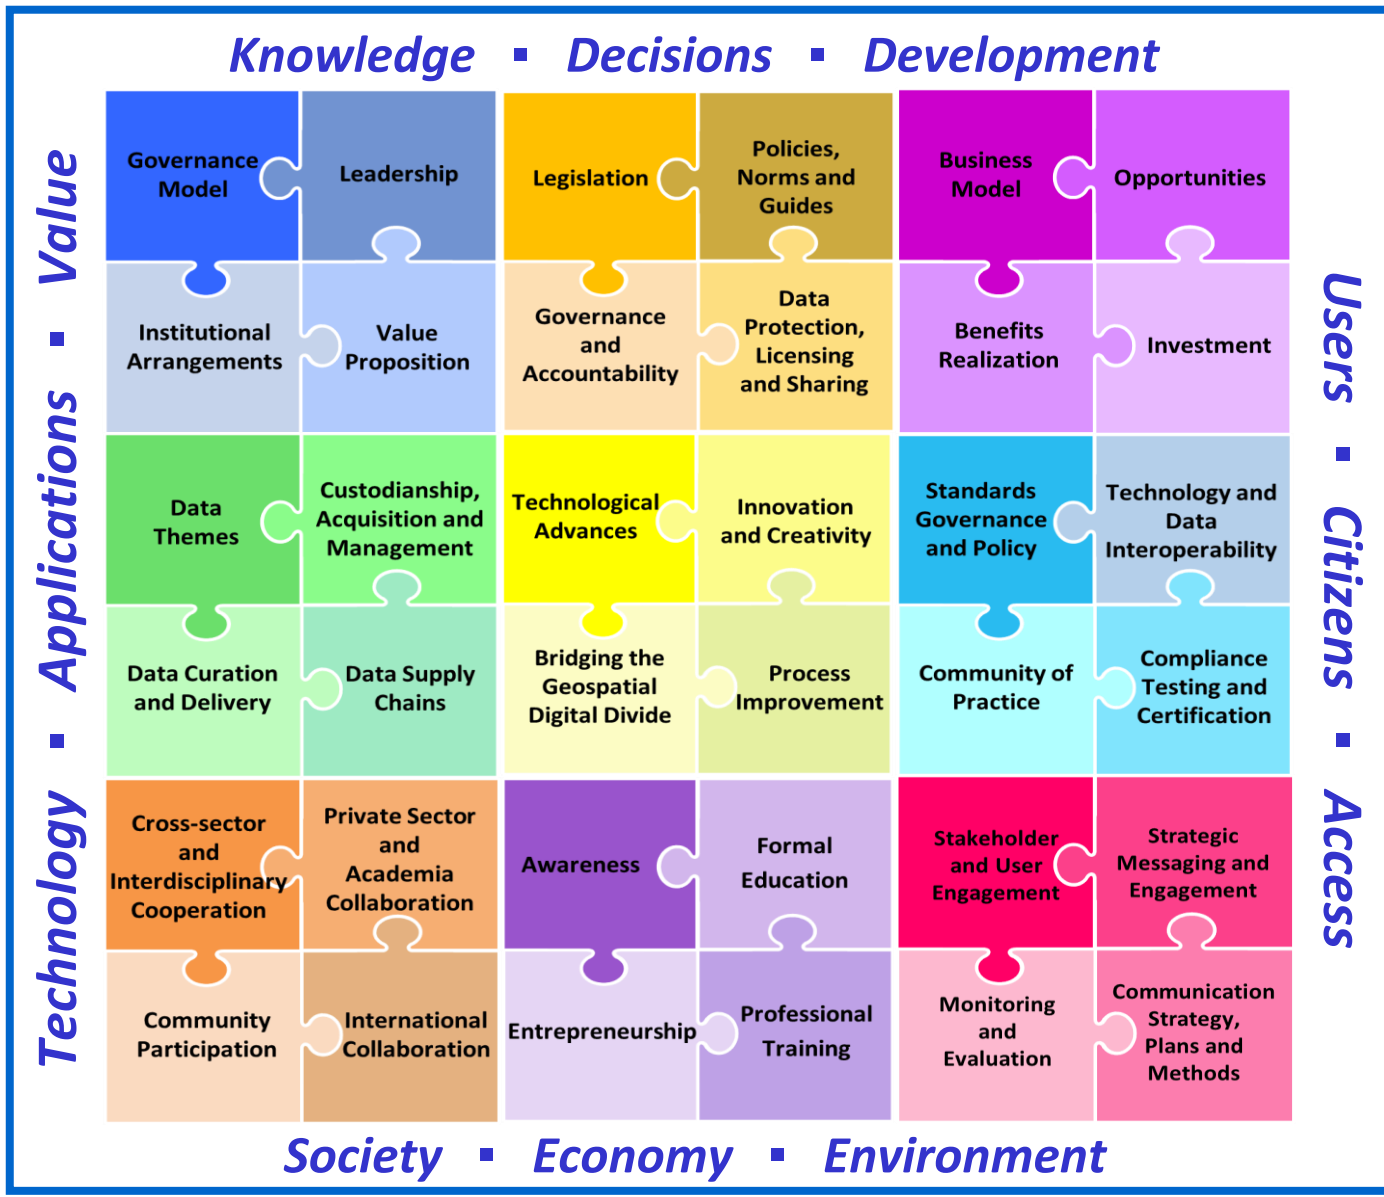 Knowledge ▪ Decisions ▪ Development
Technology ▪ Applications ▪ Value
Governance
Model
Leadership
Institutional
Arrangements
Value
Proposition
Legislation
Policies,
Norms and
Guides
Governance
and
Accountability
Data
Protection,
Licensing
and Sharing
Business
Model
Opportunities
Benefits
Realization
Investment
Data
Themes
Custodianship,
Acquisition and
Management
Data Curation
and Delivery
Data Supply
Chains
Technological
Advances
Innovation
and Creativity
Bridging the
Geospatial
Digital Divide
Process
Improvement
Standards
Governance
and Policy
Technology and
Data
Interoperability
Community of
Practice
Compliance
Testing and
Certification
Cross-sector
and
Interdisciplinary
Cooperation
Private Sector
and
Academia
Collaboration
Community
Participation
International
Collaboration
Awareness
Formal
Education
Entrepreneurship
Professional
Training
Stakeholder
and User
Engagement
Strategic
Messaging and
Engagement
Monitoring
and
Evaluation
Communication
Strategy,
Plans and
Methods
Users ▪ Citizens ▪ Access
Society ▪ Economy ▪ Environment